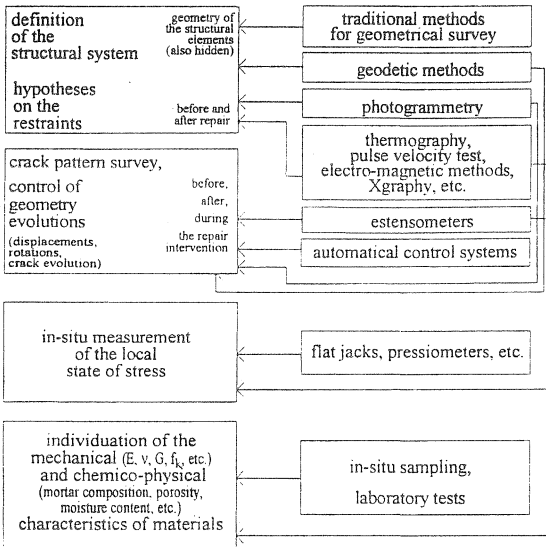 definition
of the
structural system
geometry of
the structural
elements
(also hidden)
hypotheses
on the
restraints
before and
after repair
traditional methods
for geometrical survey
geodetic methods
photogrammetry
thermography,
pulse velocity test,
electro-magnetic methods,
Xgraphy, etc.
crack pattern survey,
control of
geometry
evolutions
(displacements,
rotations,
crack evolution)
before,
after,
during
the repair
intervention
estensometers
automatical control systems
in-situ measurement
of the local
state of stress
flat jacks, pressiometers, etc.
individuation of the
mechanical (E, ν, G, fk, etc.)
and chemico-physical
(mortar composition, porosity,
moisture content, etc.)
characteristics of materials
in-situ sampling,
laboratory tests